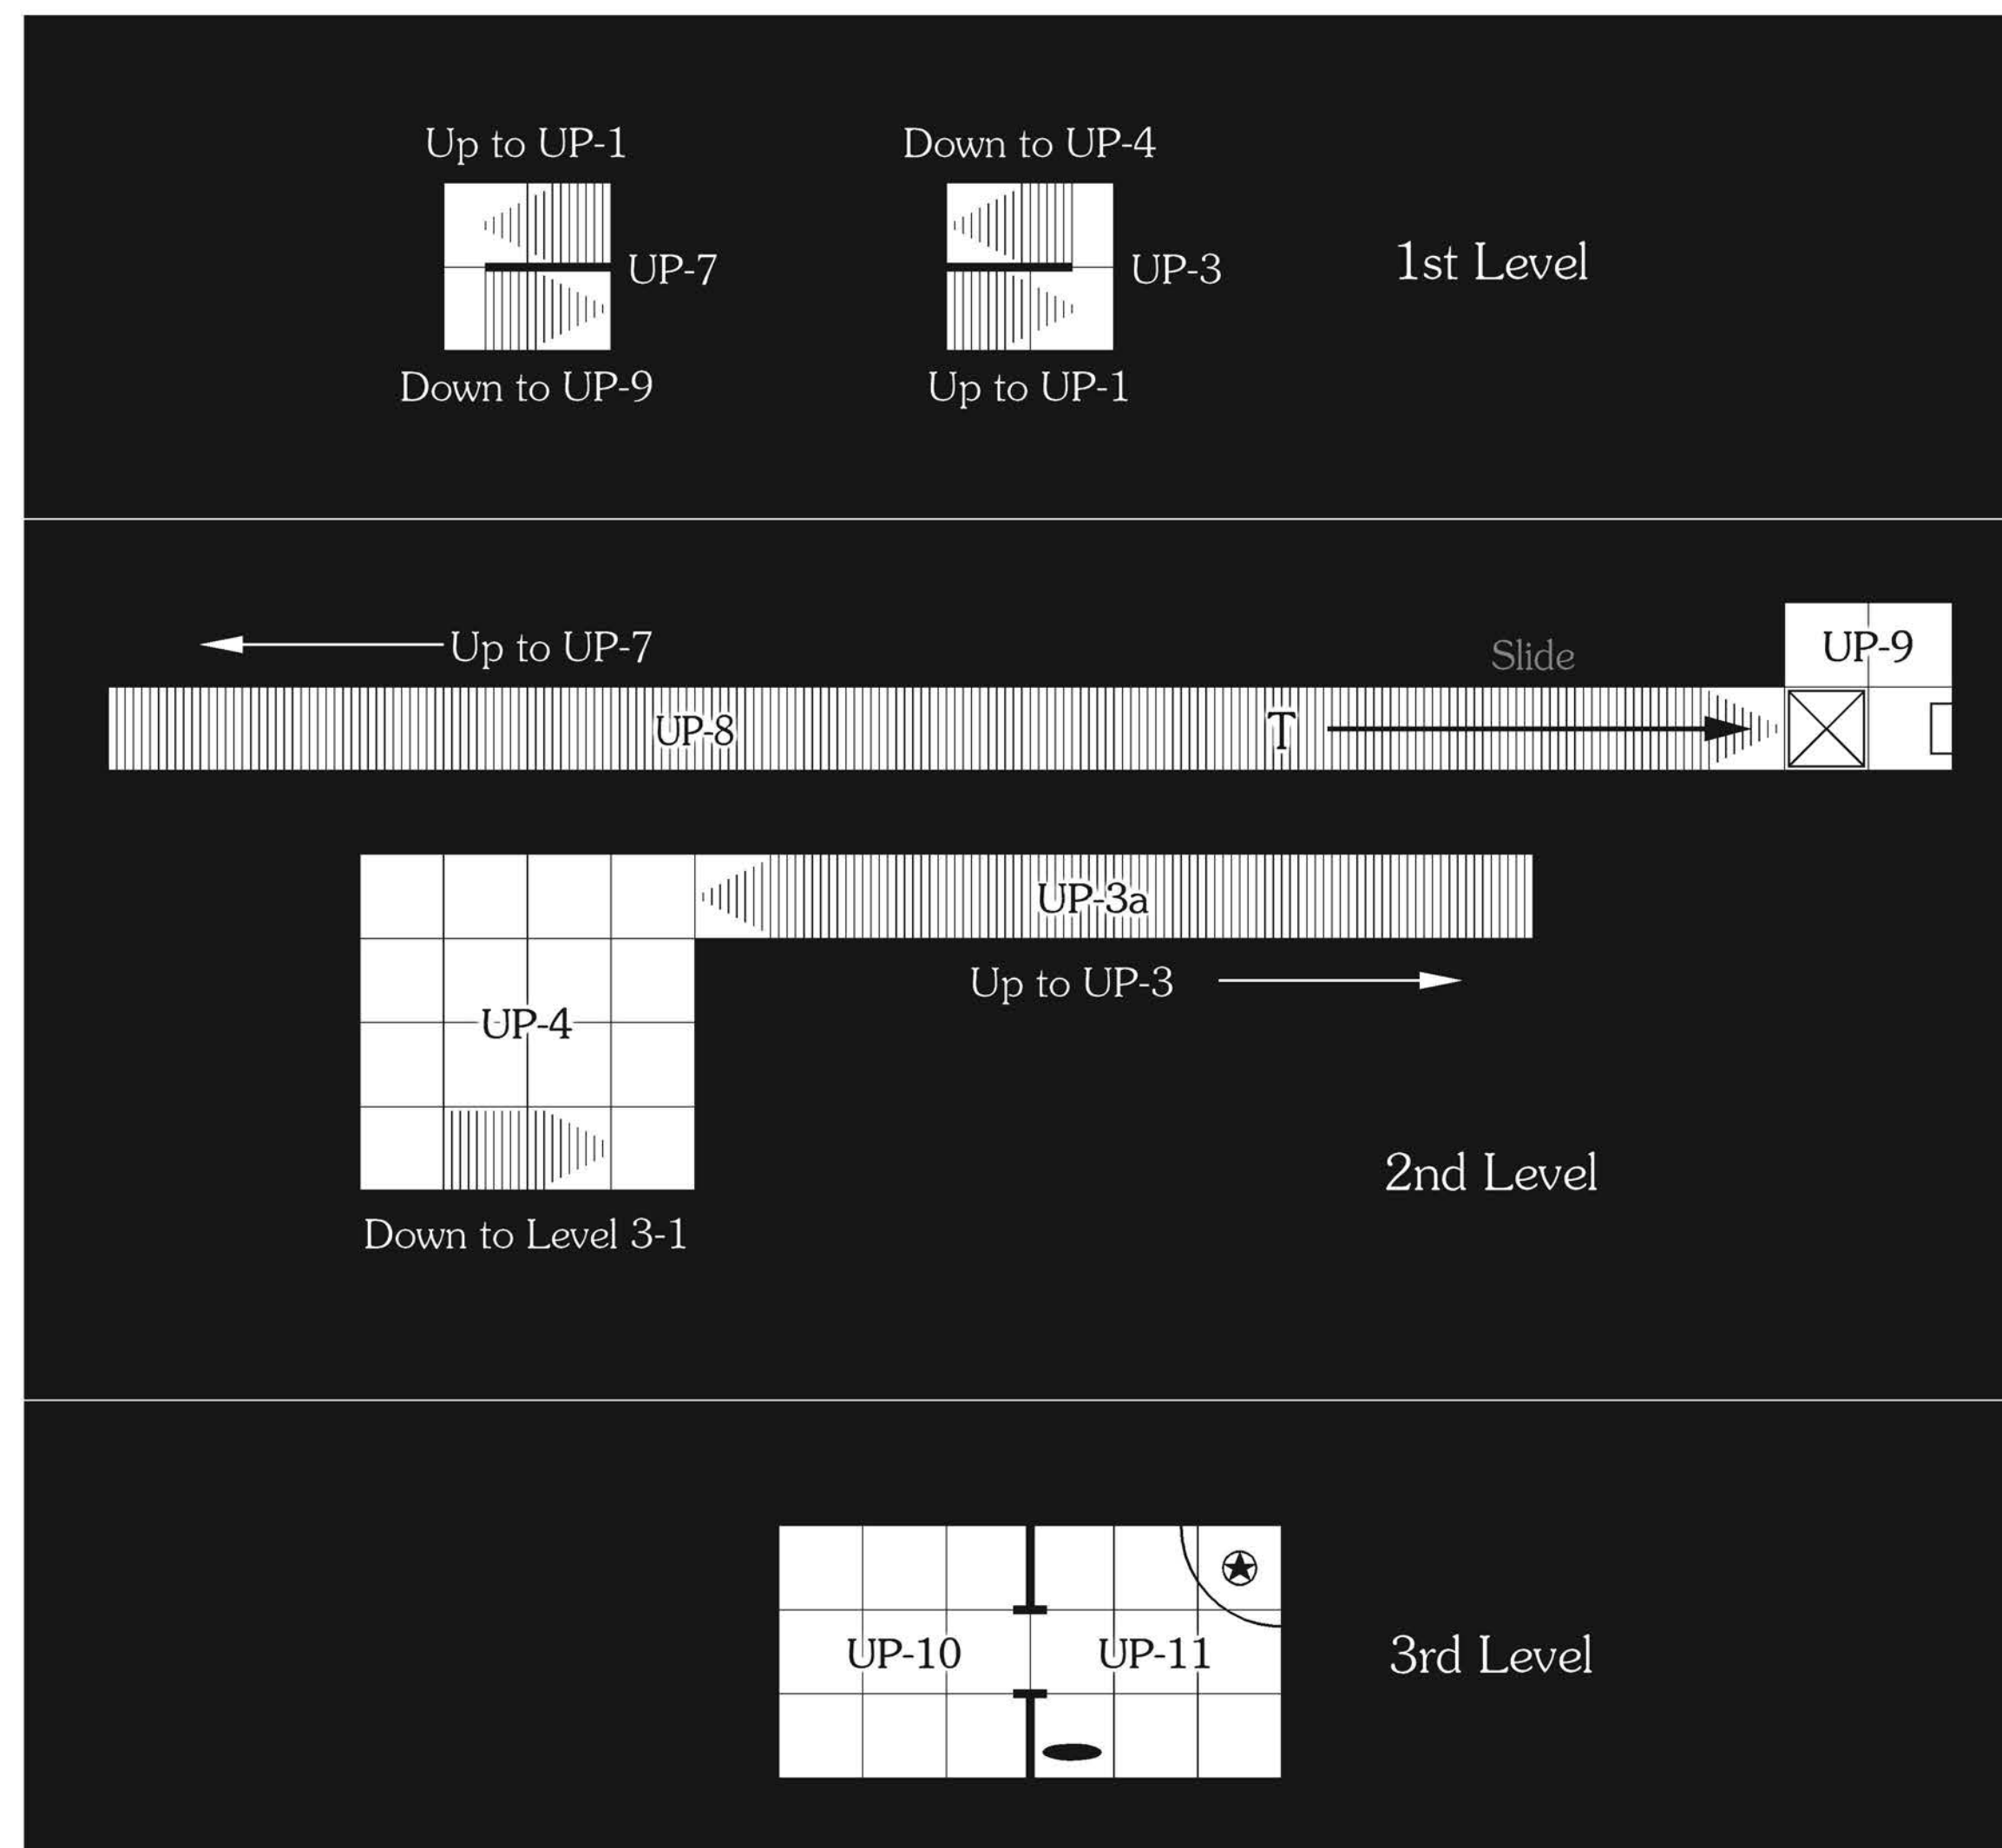 Up to UP-1
Down to UP-4
UP-7
UP-3
1st Level
Down to UP-9
Up to UP-1
Up to UP-7
Slide
UP-9
UP-8
T
UP-3a
Up to UP-3
UP-4
2nd Level
Down to Level 3-1
UP-10
UP-11
3rd Level